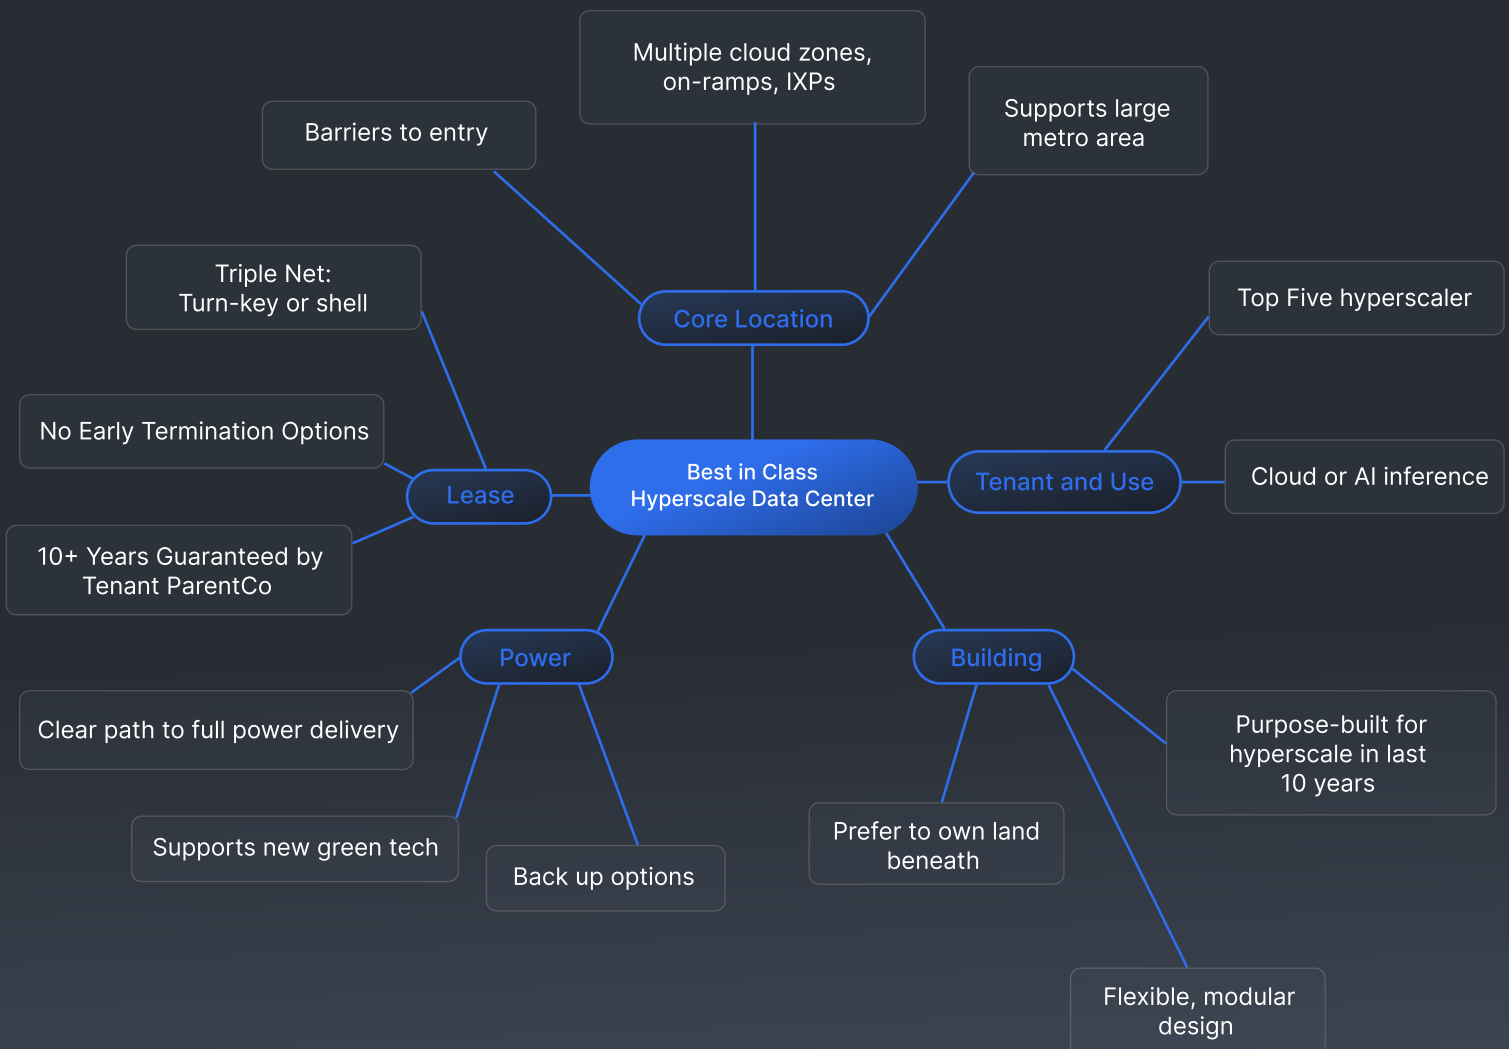 Multiple cloud zones,
on-ramps, IXPs
Supports large
metro area
Barriers to entry
Triple Net:
Turn-key or shell
Core Location
Top Five hyperscaler
No Early Termination Options
Lease
Best in Class
Hyperscale Data Center
Tenant and Use
Cloud or AI inference
10+ Years Guaranteed by
Tenant ParentCo
Power
Building
Clear path to full power delivery
Purpose-built for
hyperscale in last
10 years
Supports new green tech
Back up options
Prefer to own land
beneath
Flexible, modular
design